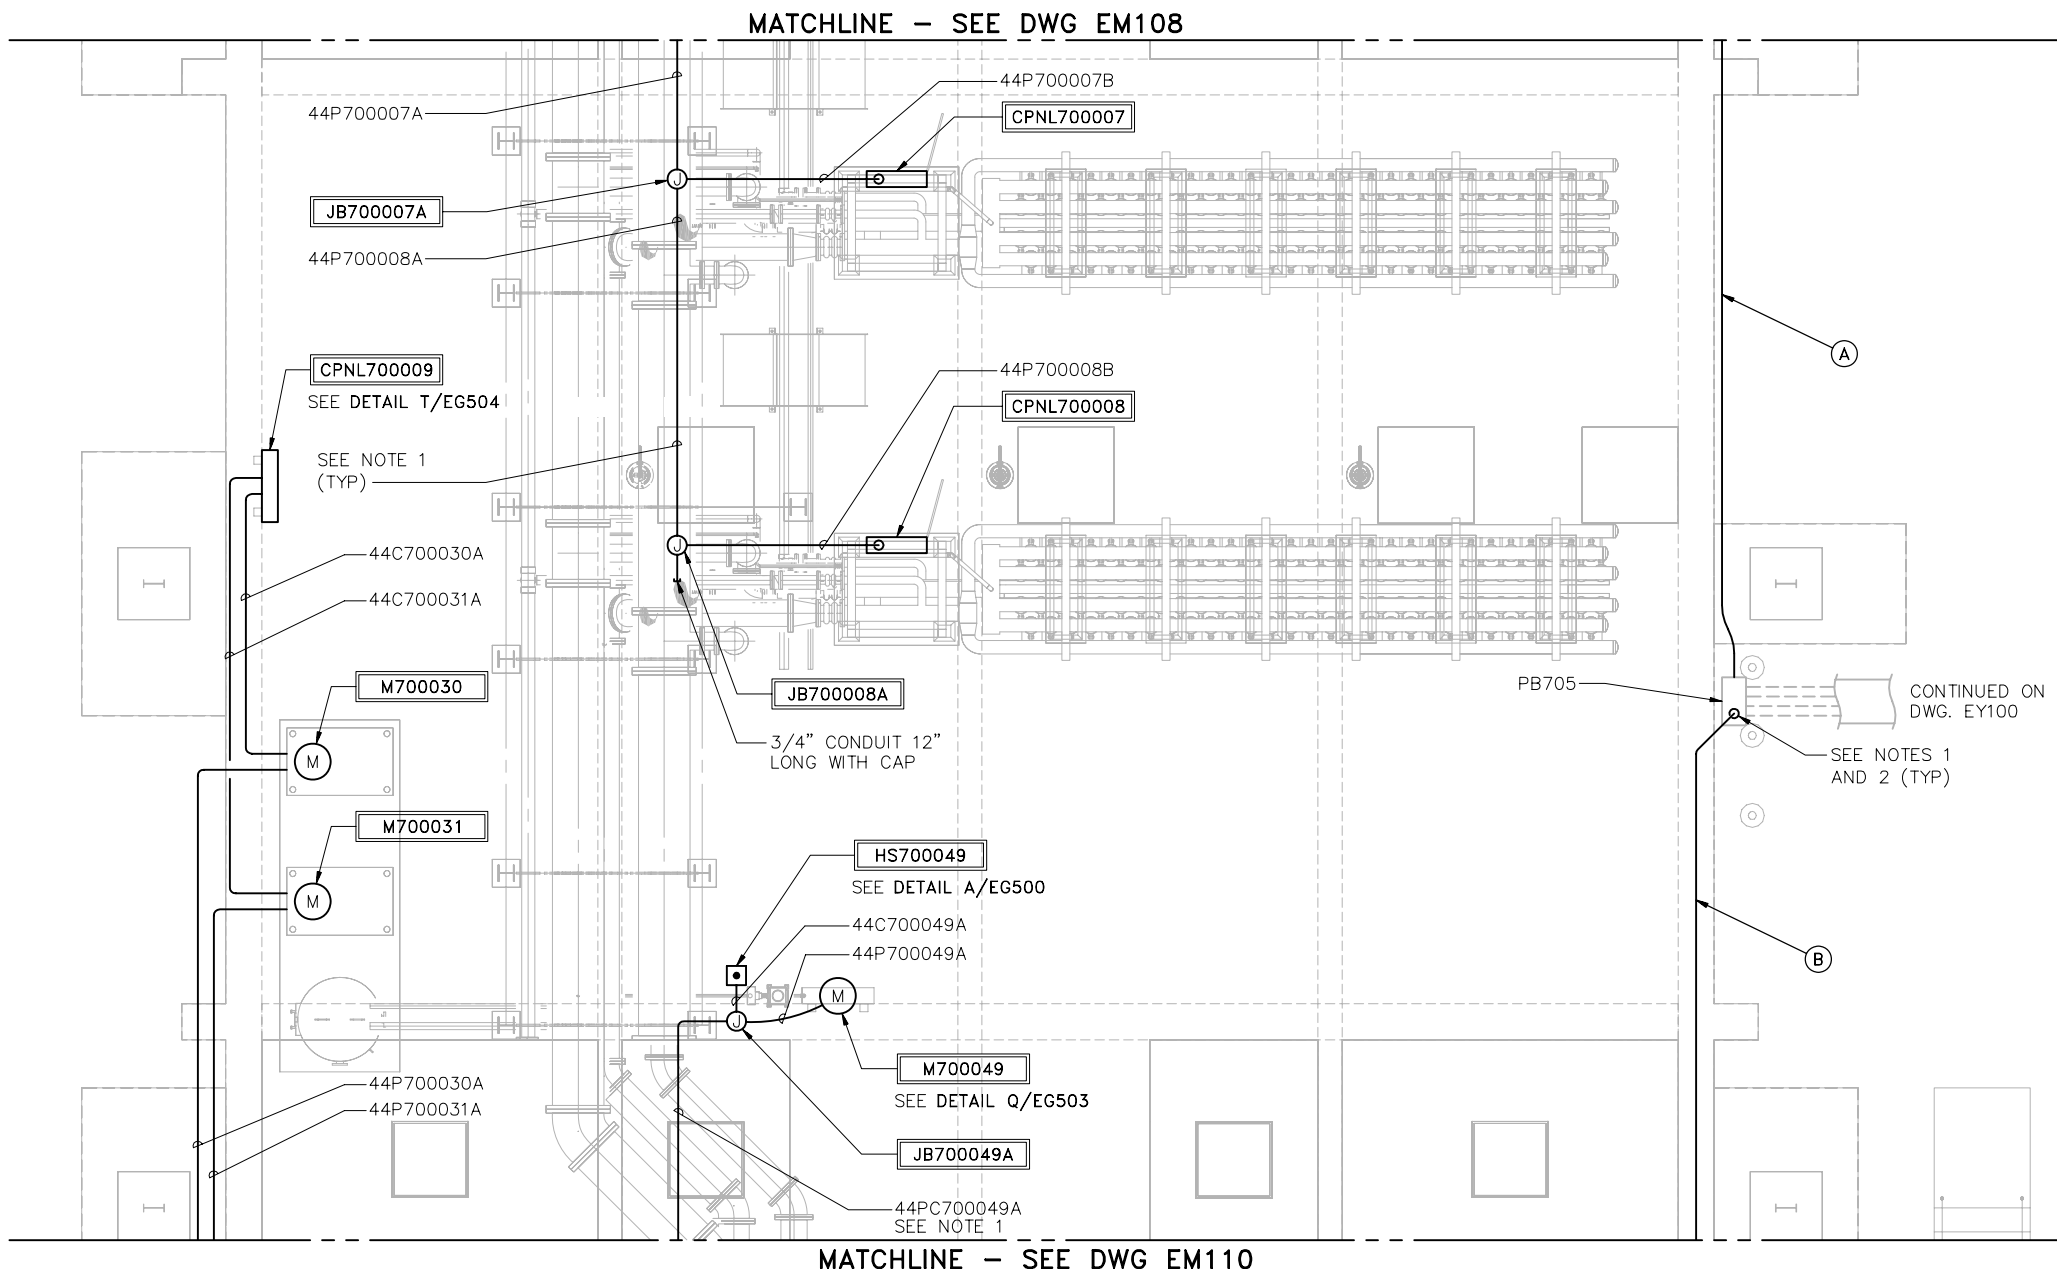 MATCHLINE – SEE DWG EM108
44P700007A
44P700007B
CPNL700007
J
JB700007A
44P700008A
A
CPNL700009
SEE DETAIL T/EG504
44P700008B
CPNL700008
SEE NOTE 1
(TYP)
J
44C700030A
44C700031A
M700030
JB700008A
PB705
CONTINUED ON
DWG. EY100
3/4” CONDUIT 12”
LONG WITH CAP
SEE NOTES 1
AND 2 (TYP)
M
M700031
HS700049
SEE DETAIL A/EG500
M
44C700049A
44P700049A
B
M
J
M700049
SEE DETAIL Q/EG503
44P700030A
44P700031A
JB700049A
44PC700049A
SEE NOTE 1
MATCHLINE – SEE DWG EM110